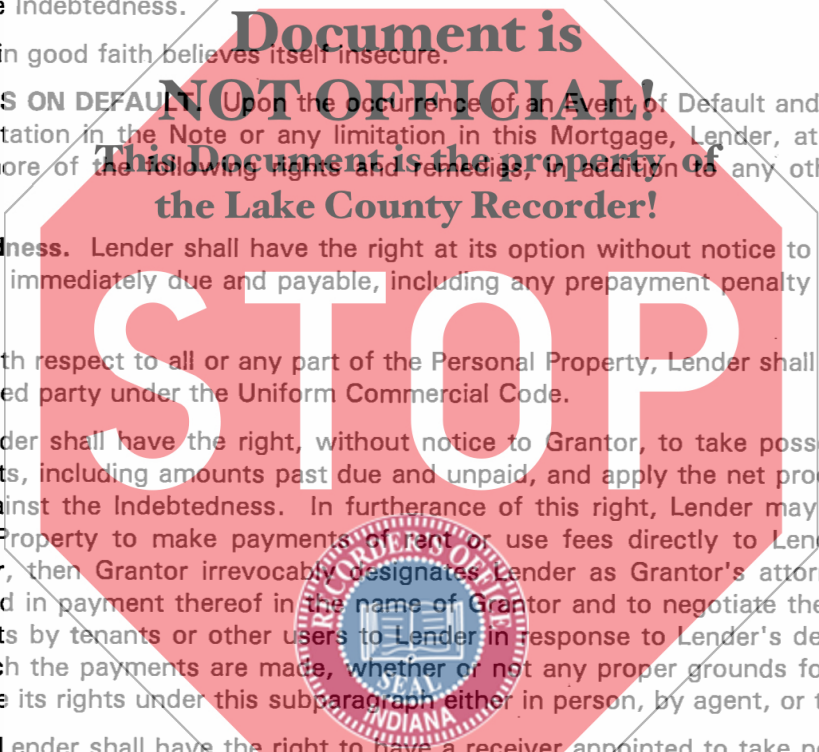 e Indebtedness.
Document is
in good faith believes itself insecure.
NOT OFFICIAL!
S ON DEFAULT. Upon the occurrence of an Event of Default and
tation in the Note or any limitation in this Mortgage, Lender, at
This Document is the property of
ore of the following rights and remedies, in addition to any oth
the Lake County Recorder!
dness. Lender shall have the right at its option without notice to
immediately due and payable, including any prepayment penalty
STOP
th respect to all or any part of the Personal Property, Lender shall
ed party under the Uniform Commercial Code.
der shall have the right, without notice to Grantor, to take poss
ts, including amounts past due and unpaid, and apply the net pro
ainst the Indebtedness. In furtherance of this right, Lender may
Property to make payments of rent or use fees directly to Lend
r, then Grantor irrevocably designates Lender as Grantor's attor
d in payment thereof in the name of Grantor and to negotiate the
ts by tenants or other users to Lender in response to Lender's de
ch the payments are made, whether or not any proper grounds fo
e its rights under this subparagraph either in person, by agent, or t
RECORDER'S OFFICE
SEAL
INDIANA
Lender shall have the right to have a receiver appointed to take po